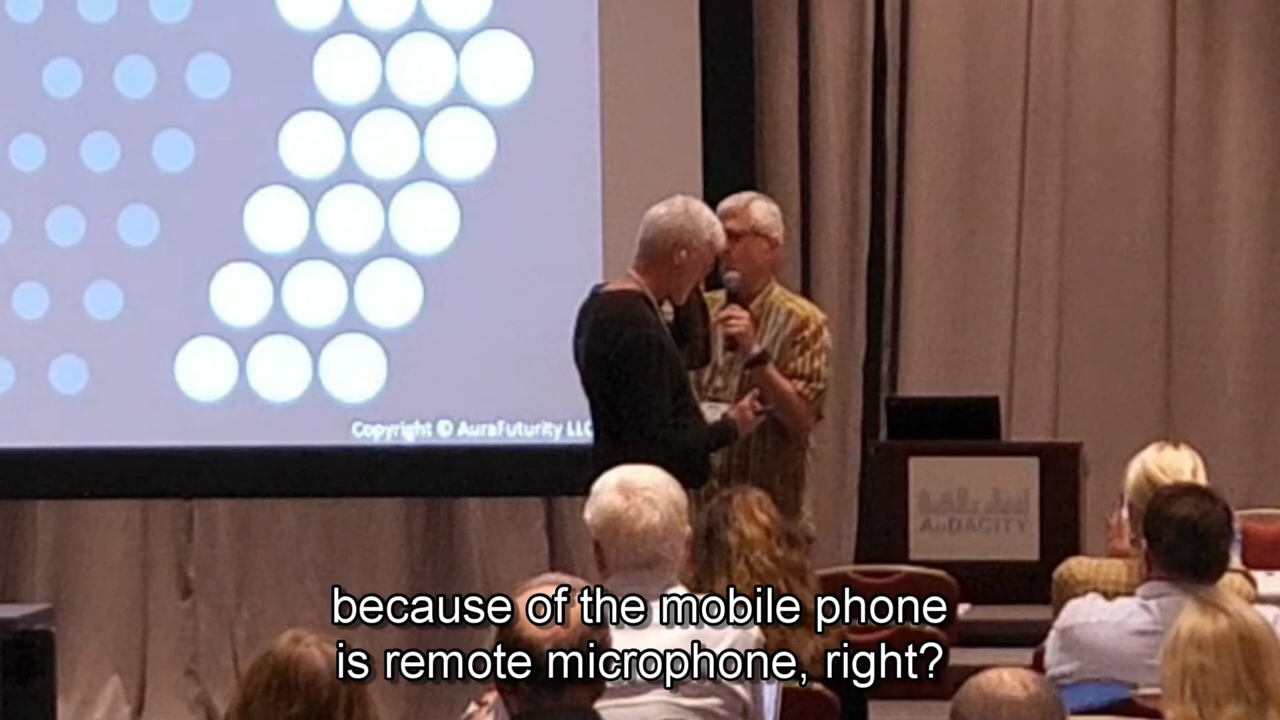 Copyright © AuraFuturity LLC
AuDACITY
because of the mobile phone
is remote microphone, right?